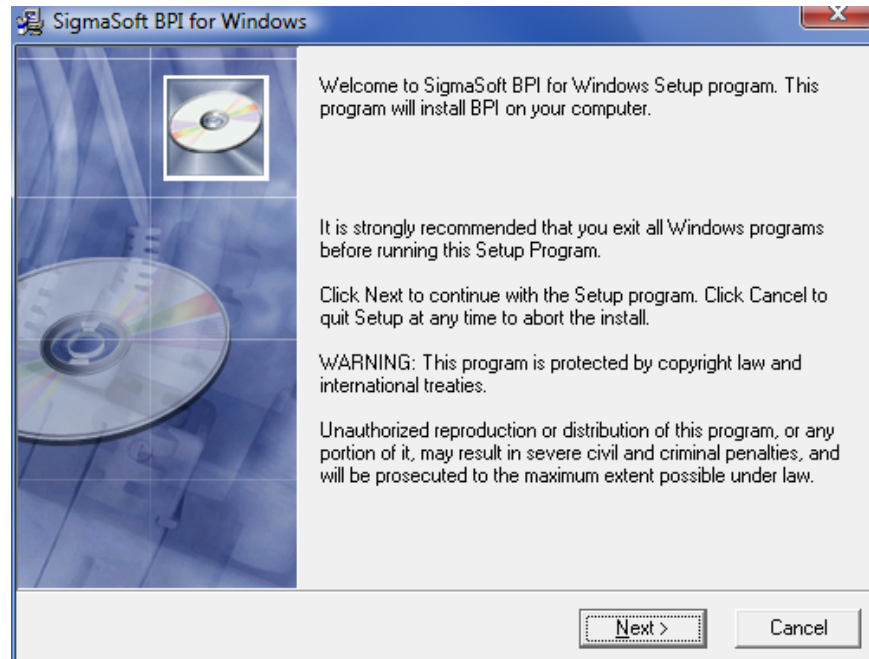 SigmaSoft BPI for Windows
Welcome to SigmaSoft BPI for Windows Setup program. This
program will install BPI on your computer.
It is strongly recommended that you exit all Windows programs
before running this Setup Program.
Click Next to continue with the Setup program. Click Cancel to
quit Setup at any time to abort the install.
WARNING: This program is protected by copyright law and
international treaties.
Unauthorized reproduction or distribution of this program, or any
portion of it, may result in severe civil and criminal penalties, and
will be prosecuted to the maximum extent possible under law.
Next >
Cancel